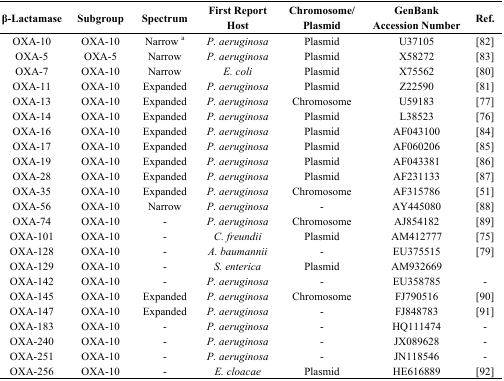 β-Lactamase Subgroup Spectrum First Report Host Chromosome/ Plasmid GenBank Accession Number Ref.
OXA-10 OXA-10 Narrow a P. aeruginosa Plasmid U37105 [82]
OXA-5 OXA-5 Narrow P. aeruginosa Plasmid X58272 [83]
OXA-7 OXA-10 Narrow E. coli Plasmid X75562 [80]
OXA-11 OXA-10 Expanded P. aeruginosa Plasmid Z22590 [81]
OXA-13 OXA-10 Expanded P. aeruginosa Chromosome U59183 [77]
OXA-14 OXA-10 Expanded P. aeruginosa Plasmid L38523 [76]
OXA-16 OXA-10 Expanded P. aeruginosa Plasmid AF043100 [84]
OXA-17 OXA-10 Expanded P. aeruginosa Plasmid AF060206 [85]
OXA-19 OXA-10 Expanded P. aeruginosa Plasmid AF043381 [86]
OXA-28 OXA-10 Expanded P. aeruginosa Plasmid AF231133 [87]
OXA-35 OXA-10 Expanded P. aeruginosa Chromosome AF315786 [51]
OXA-56 OXA-10 Narrow P. aeruginosa - AY445080 [88]
OXA-74 OXA-10 - P. aeruginosa Chromosome AJ854182 [89]
OXA-101 OXA-10 - C. freundii Plasmid AM412777 [75]
OXA-128 OXA-10 - A. baumannii - EU375515 [79]
OXA-129 OXA-10 - S. enterica Plasmid AM932669
OXA-142 OXA-10 - P. aeruginosa - EU358785 -
OXA-145 OXA-10 Expanded P. aeruginosa Chromosome FJ790516 [90]
OXA-147 OXA-10 Expanded P. aeruginosa - FJ848783 [91]
OXA-183 OXA-10 - P. aeruginosa - HQ111474 -
OXA-240 OXA-10 - P. aeruginosa - JX089628 -
OXA-251 OXA-10 - P. aeruginosa - JN118546 -
OXA-256 OXA-10 - E. cloacae Plasmid HE616889 [92]